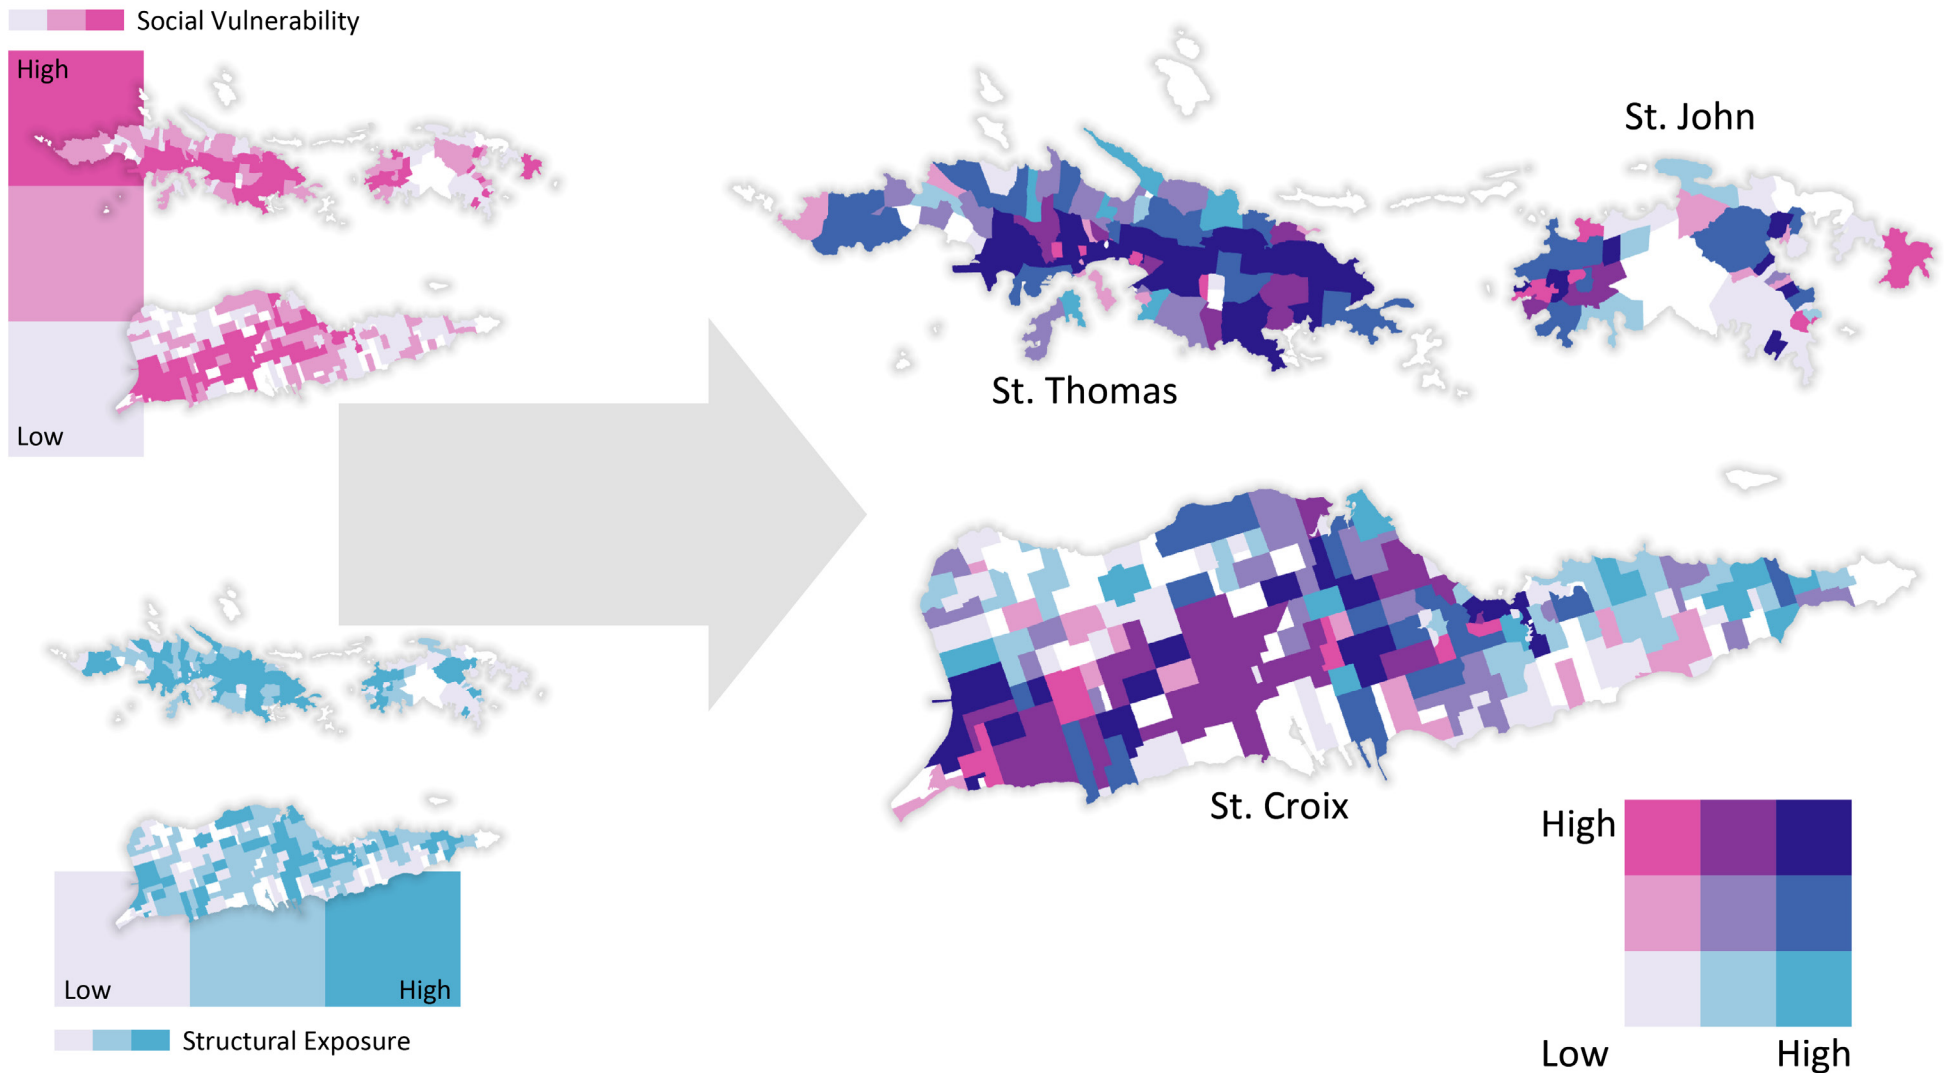 Social Vulnerability
High
Low
St. John
St. Thomas
St. Croix
Low
High
Structural Exposure
High
Low
High